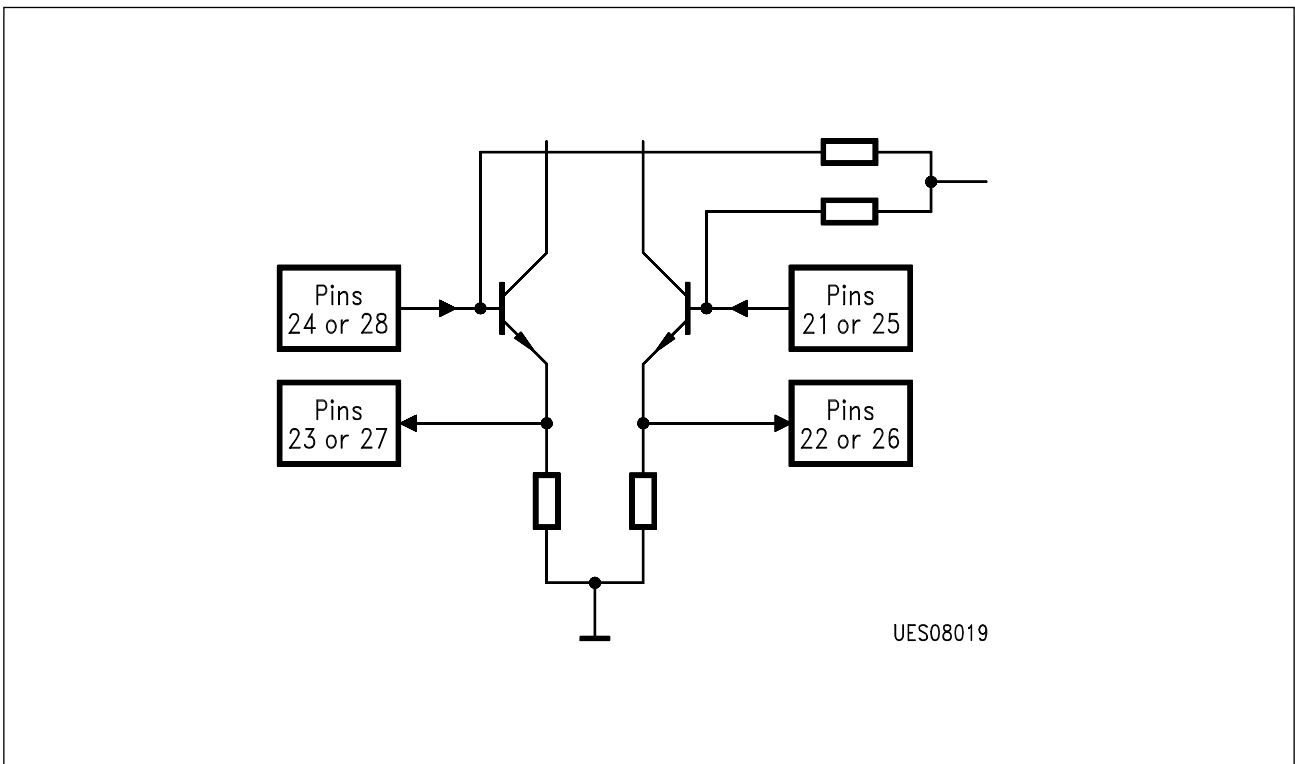 Pins
24 or 28
Pins
21 or 25
Pins
23 or 27
Pins
22 or 26
UES08019